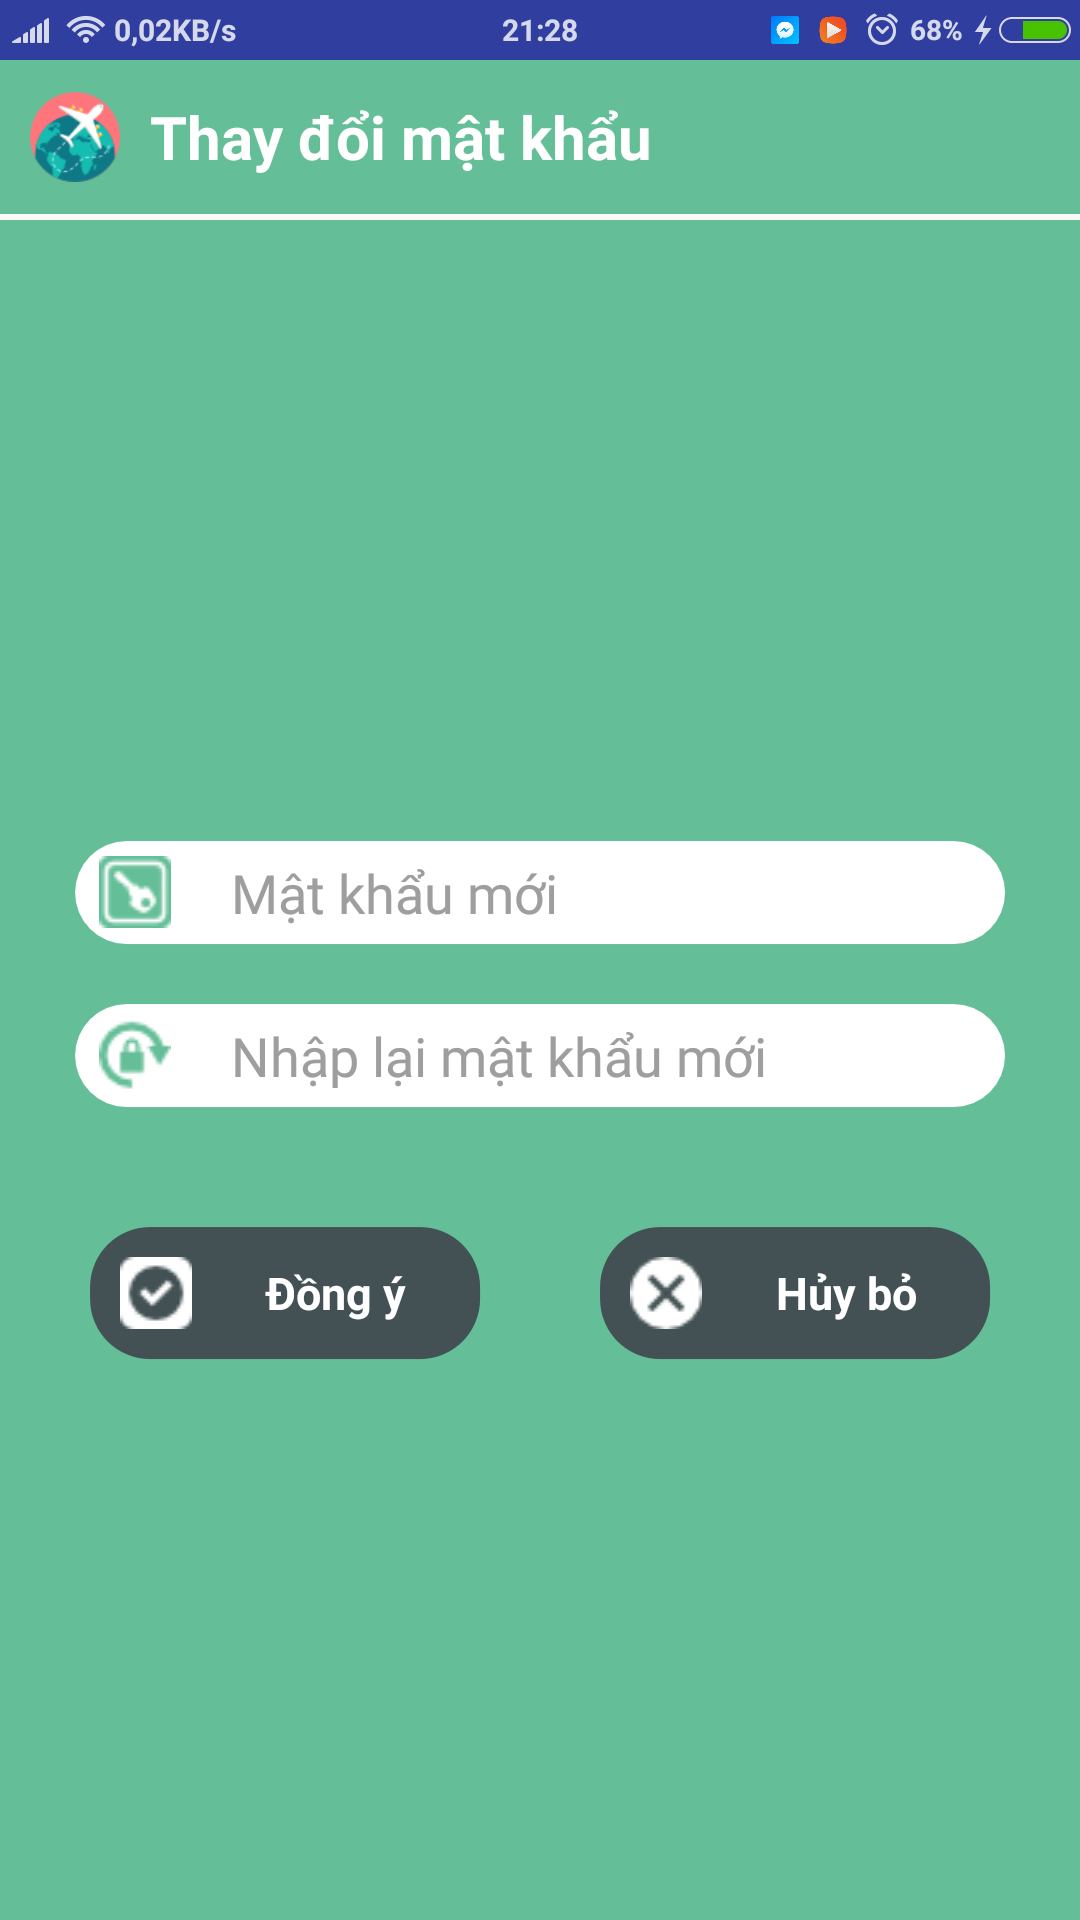 0,02KB/s 21:28 68%
Thay đổi mật khẩu
Mật khẩu mới
Nhập lại mật khẩu mới
Đồng ý Hủy bỏ